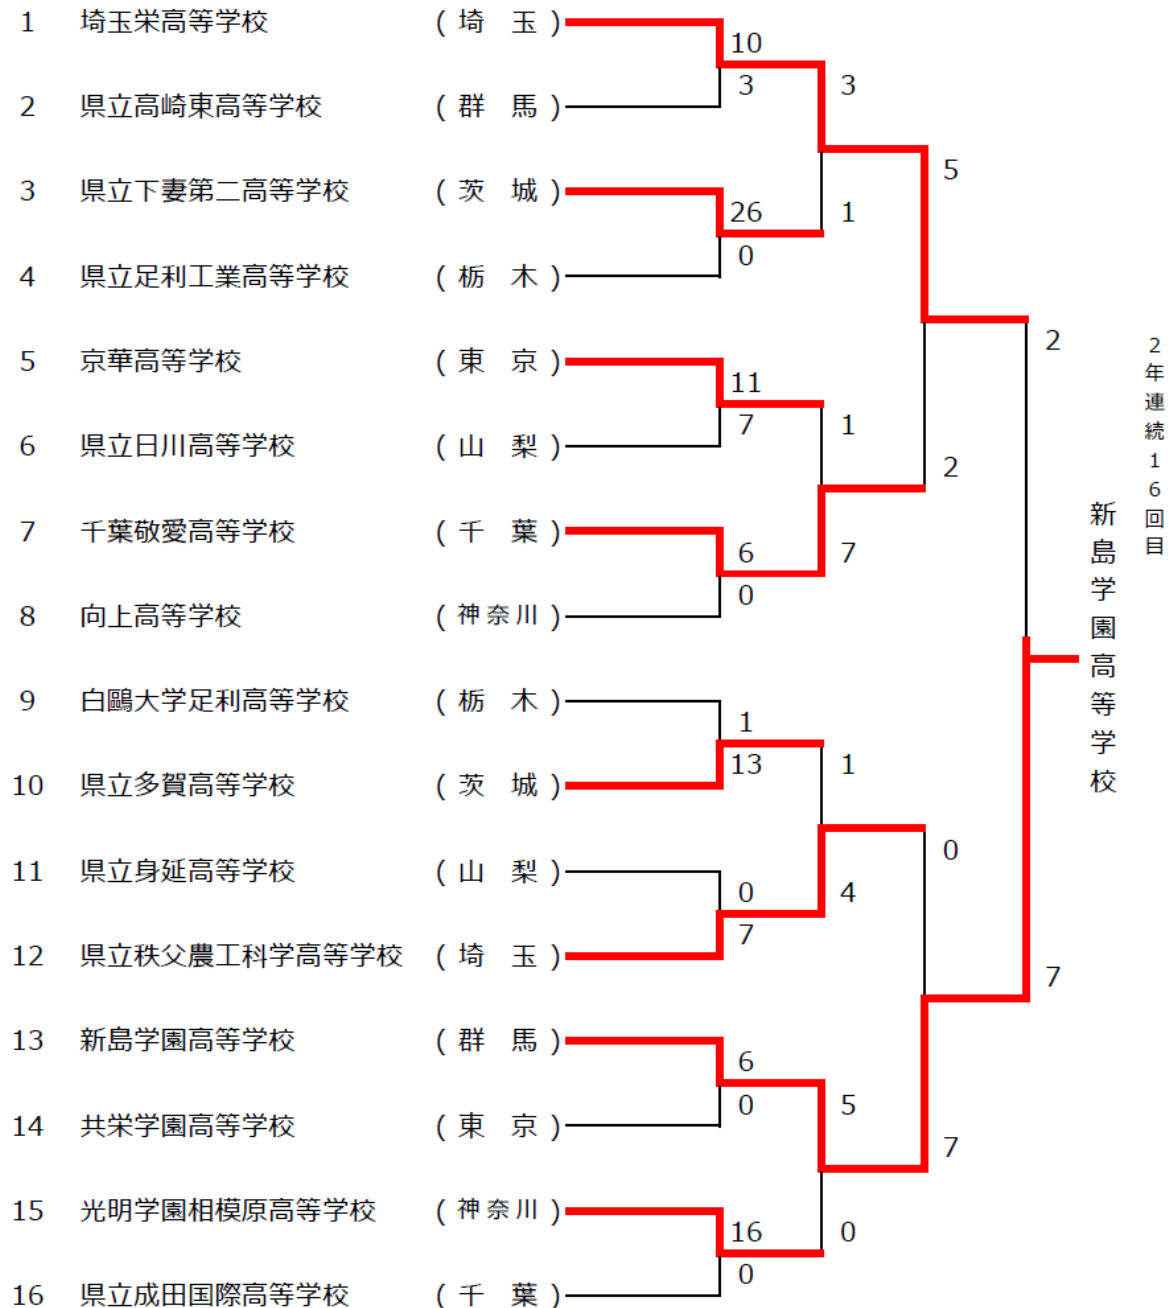 1 埼玉栄高等学校 (埼 玉)
10
3
3
2 県立高崎東高等学校 (群 馬)
5
3 県立下妻第二高等学校 (茨 城)
26
1
0
4 県立足利工業高等学校 (栃 木)
2
5 京華高等学校 (東 京)
11
7
1
6 県立日川高等学校 (山 梨)
2
7 千葉敬愛高等学校 (千 葉)
6
7
0
8 向上高等学校 (神奈川)
2年連続16回目
新島学園高等学校
9 白鷗大学足利高等学校 (栃 木)
1
13
1
10 県立多賀高等学校 (茨 城)
0
11 県立身延高等学校 (山 梨)
0
4
7
12 県立秩父農工科学高等学校 (埼 玉)
7
13 新島学園高等学校 (群 馬)
6
0
5
14 共栄学園高等学校 (東 京)
7
15 光明学園相模原高等学校 (神奈川)
16
0
0
16 県立成田国際高等学校 (千 葉)